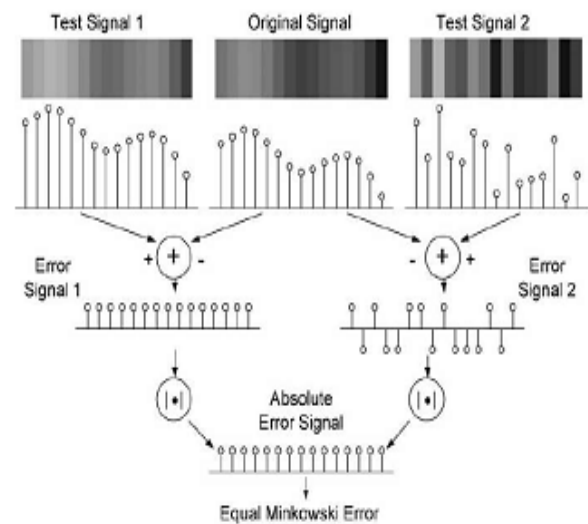 Test Signal 1
Original Signal
Test Signal 2
+ + -
- + +
Error
Signal 1
Error
Signal 2
|•|
|•|
Absolute
Error Signal
Equal Minkowski Error